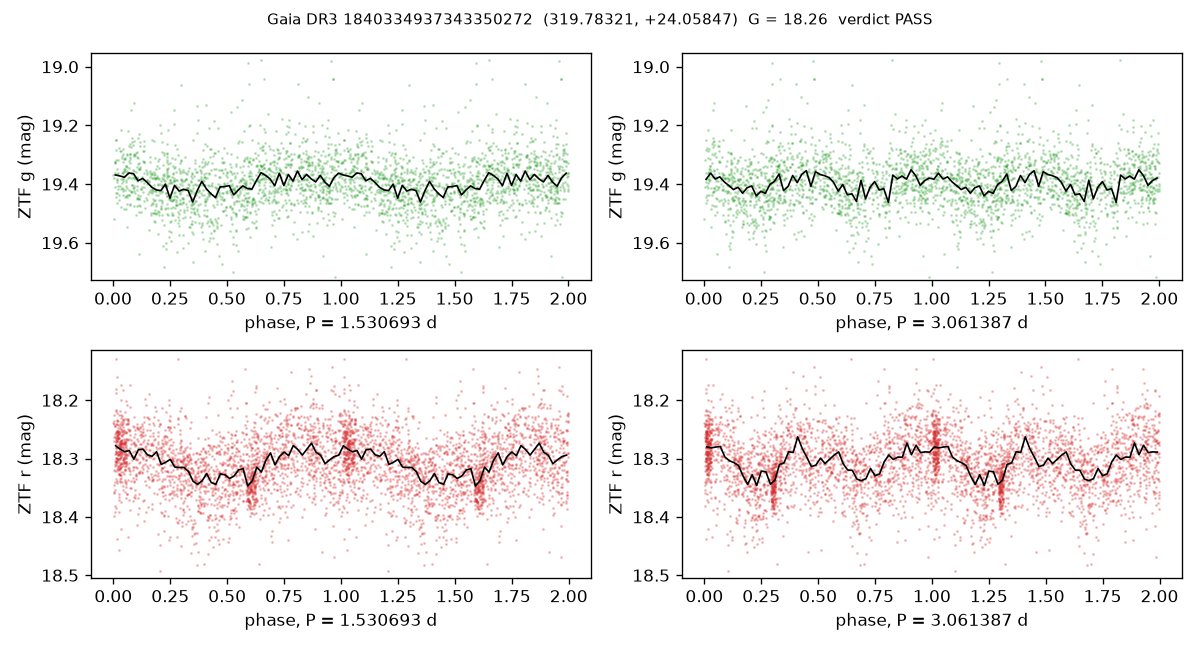 Gaia DR3 1840334937343350272 (319.78321, +24.05847) G = 18.26 verdict PASS
ZTF g (mag)
19.0
19.2
19.4
19.6
0.00 0.25 0.50 0.75 1.00 1.25 1.50 1.75 2.00
phase, P = 1.530693 d
ZTF g (mag)
19.0
19.2
19.4
19.6
0.00 0.25 0.50 0.75 1.00 1.25 1.50 1.75 2.00
phase, P = 3.061387 d
ZTF r (mag)
18.2
18.3
18.4
18.5
0.00 0.25 0.50 0.75 1.00 1.25 1.50 1.75 2.00
phase, P = 1.530693 d
ZTF r (mag)
18.2
18.3
18.4
18.5
0.00 0.25 0.50 0.75 1.00 1.25 1.50 1.75 2.00
phase, P = 3.061387 d